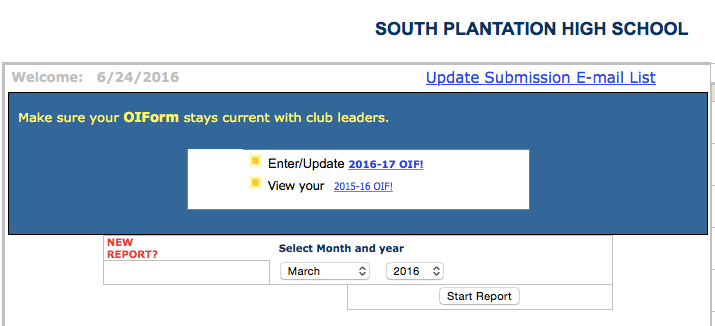 SOUTH PLANTATION HIGH SCHOOL
Welcome: 6/24/2016 Update Submission E-mail List
Make sure your OIForm stays current with club leaders.
Enter/Update 2016-17 OIF!
View your 2015-16 OIF!
NEW
REPORT?
Select Month and year
March 2016
Start Report